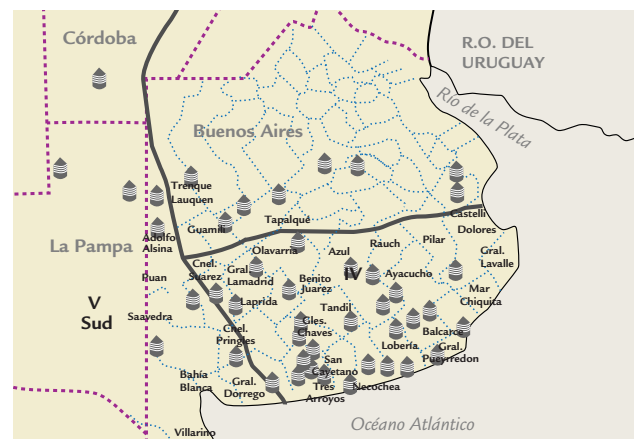 Córdoba
R.O. DEL
URUGUAY
Río de la Plata
Buenos Aires
Trenque
Lauquen
Castelli
Tapalqué
Guaminí
Dolores
Adolfo
Alsina
La Pampa
Olavarría
Azul
Rauch
Pilar
Gral.
Lavalle
Puan
Cnel.
Suárez
Gral.
Lamadrid
Benito
Juarez
IV
Ayacucho
Mar
Chiquita
V
Sud
Saavedra
Laprida
Tandil
Cnel.
Pringles
Gles.
Chaves
Balcarce
Lobería
Gral.
Pueyrredon
Bahía
Blanca
Gral.
Dorrego
San
Cayetano
Tres
Arroyos
Necochea
Villarino
Océano Atlántico